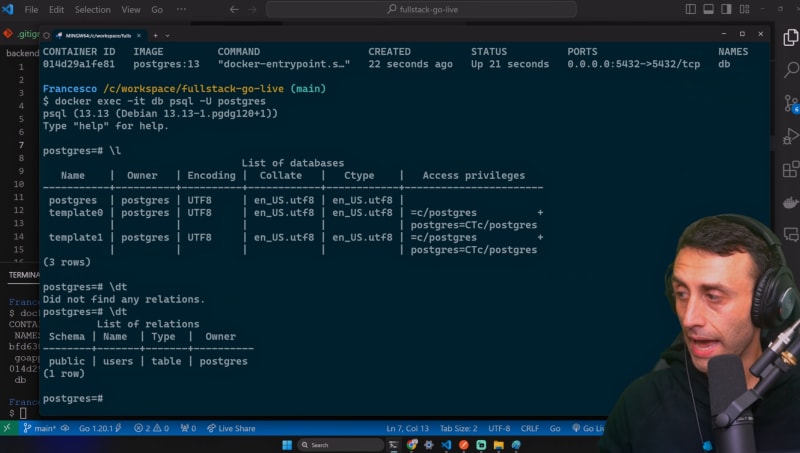 File Edit Selection View Go ... fullstack-go-live
.gitign
backend
MINGW64:/c/workspace/fulls
CONTAINER ID IMAGE COMMAND CREATED STATUS PORTS NAMES
014d29a1fe81 postgres:13 "docker-entrypoint.s…" 22 seconds ago Up 21 seconds 0.0.0.0:5432->5432/tcp db
Francesco /c/workspace/fullstack-go-live (main)
$ docker exec -it db psql -U postgres
psql (13.13 (Debian 13.13-1.pgdg120+1))
Type "help" for help.
postgres=# \l
List of databases
Name | Owner | Encoding | Collate | Ctype | Access privileges
-----------+----------+----------+------------+------------+-----------------------
postgres | postgres | UTF8 | en_US.utf8 | en_US.utf8 |
template0 | postgres | UTF8 | en_US.utf8 | en_US.utf8 | =c/postgres +
| | | | | postgres=CTc/postgres
template1 | postgres | UTF8 | en_US.utf8 | en_US.utf8 | =c/postgres +
| | | | | postgres=CTc/postgres
(3 rows)
postgres=# \dt
Did not find any relations.
postgres=# \dt
List of relations
Schema | Name | Type | Owner
--------+-------+-------+----------
public | users | table | postgres
(1 row)
postgres=#
1
2
3
4
5
6
7
8
9
10
11
12
13
14
15
TERMINAL
France
$ dock
CONTA
NAMES
bfd63
goapp
014d2
db
France
$
main* Go 1.20.1 2 0 Live Share Ln 7, Col 13 Tab Size: 2 UTF-8 CRLF Go Go Live
Search